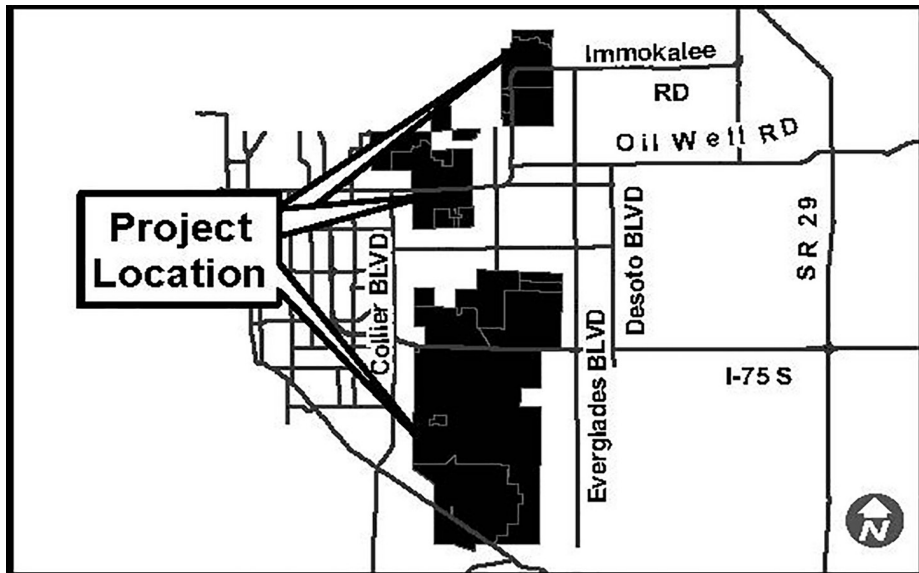 Immokalee
RD
Oil Well RD
Project
Location
Collier BLVD
Everglades BLVD
Desoto BLVD
SR 29
I-75 S
N